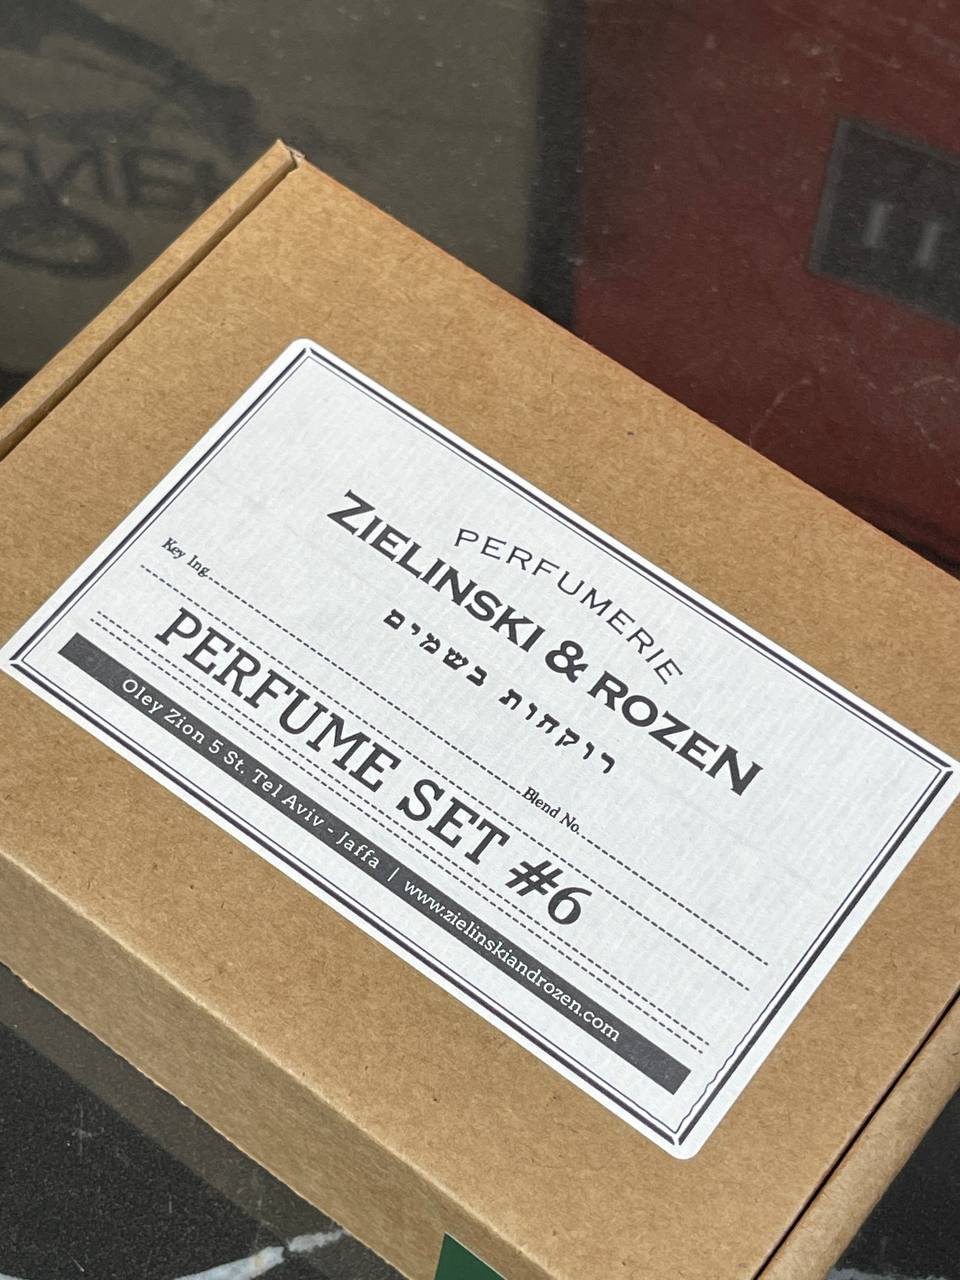 PERFUMERIE
ZIELINSKI & ROZEN
רוקחות בשמים
Key Ing. Blend No.
PERFUME SET #6
Oley Zion 5 St. Tel Aviv - Jaffa | www.zielinskiandrozen.com